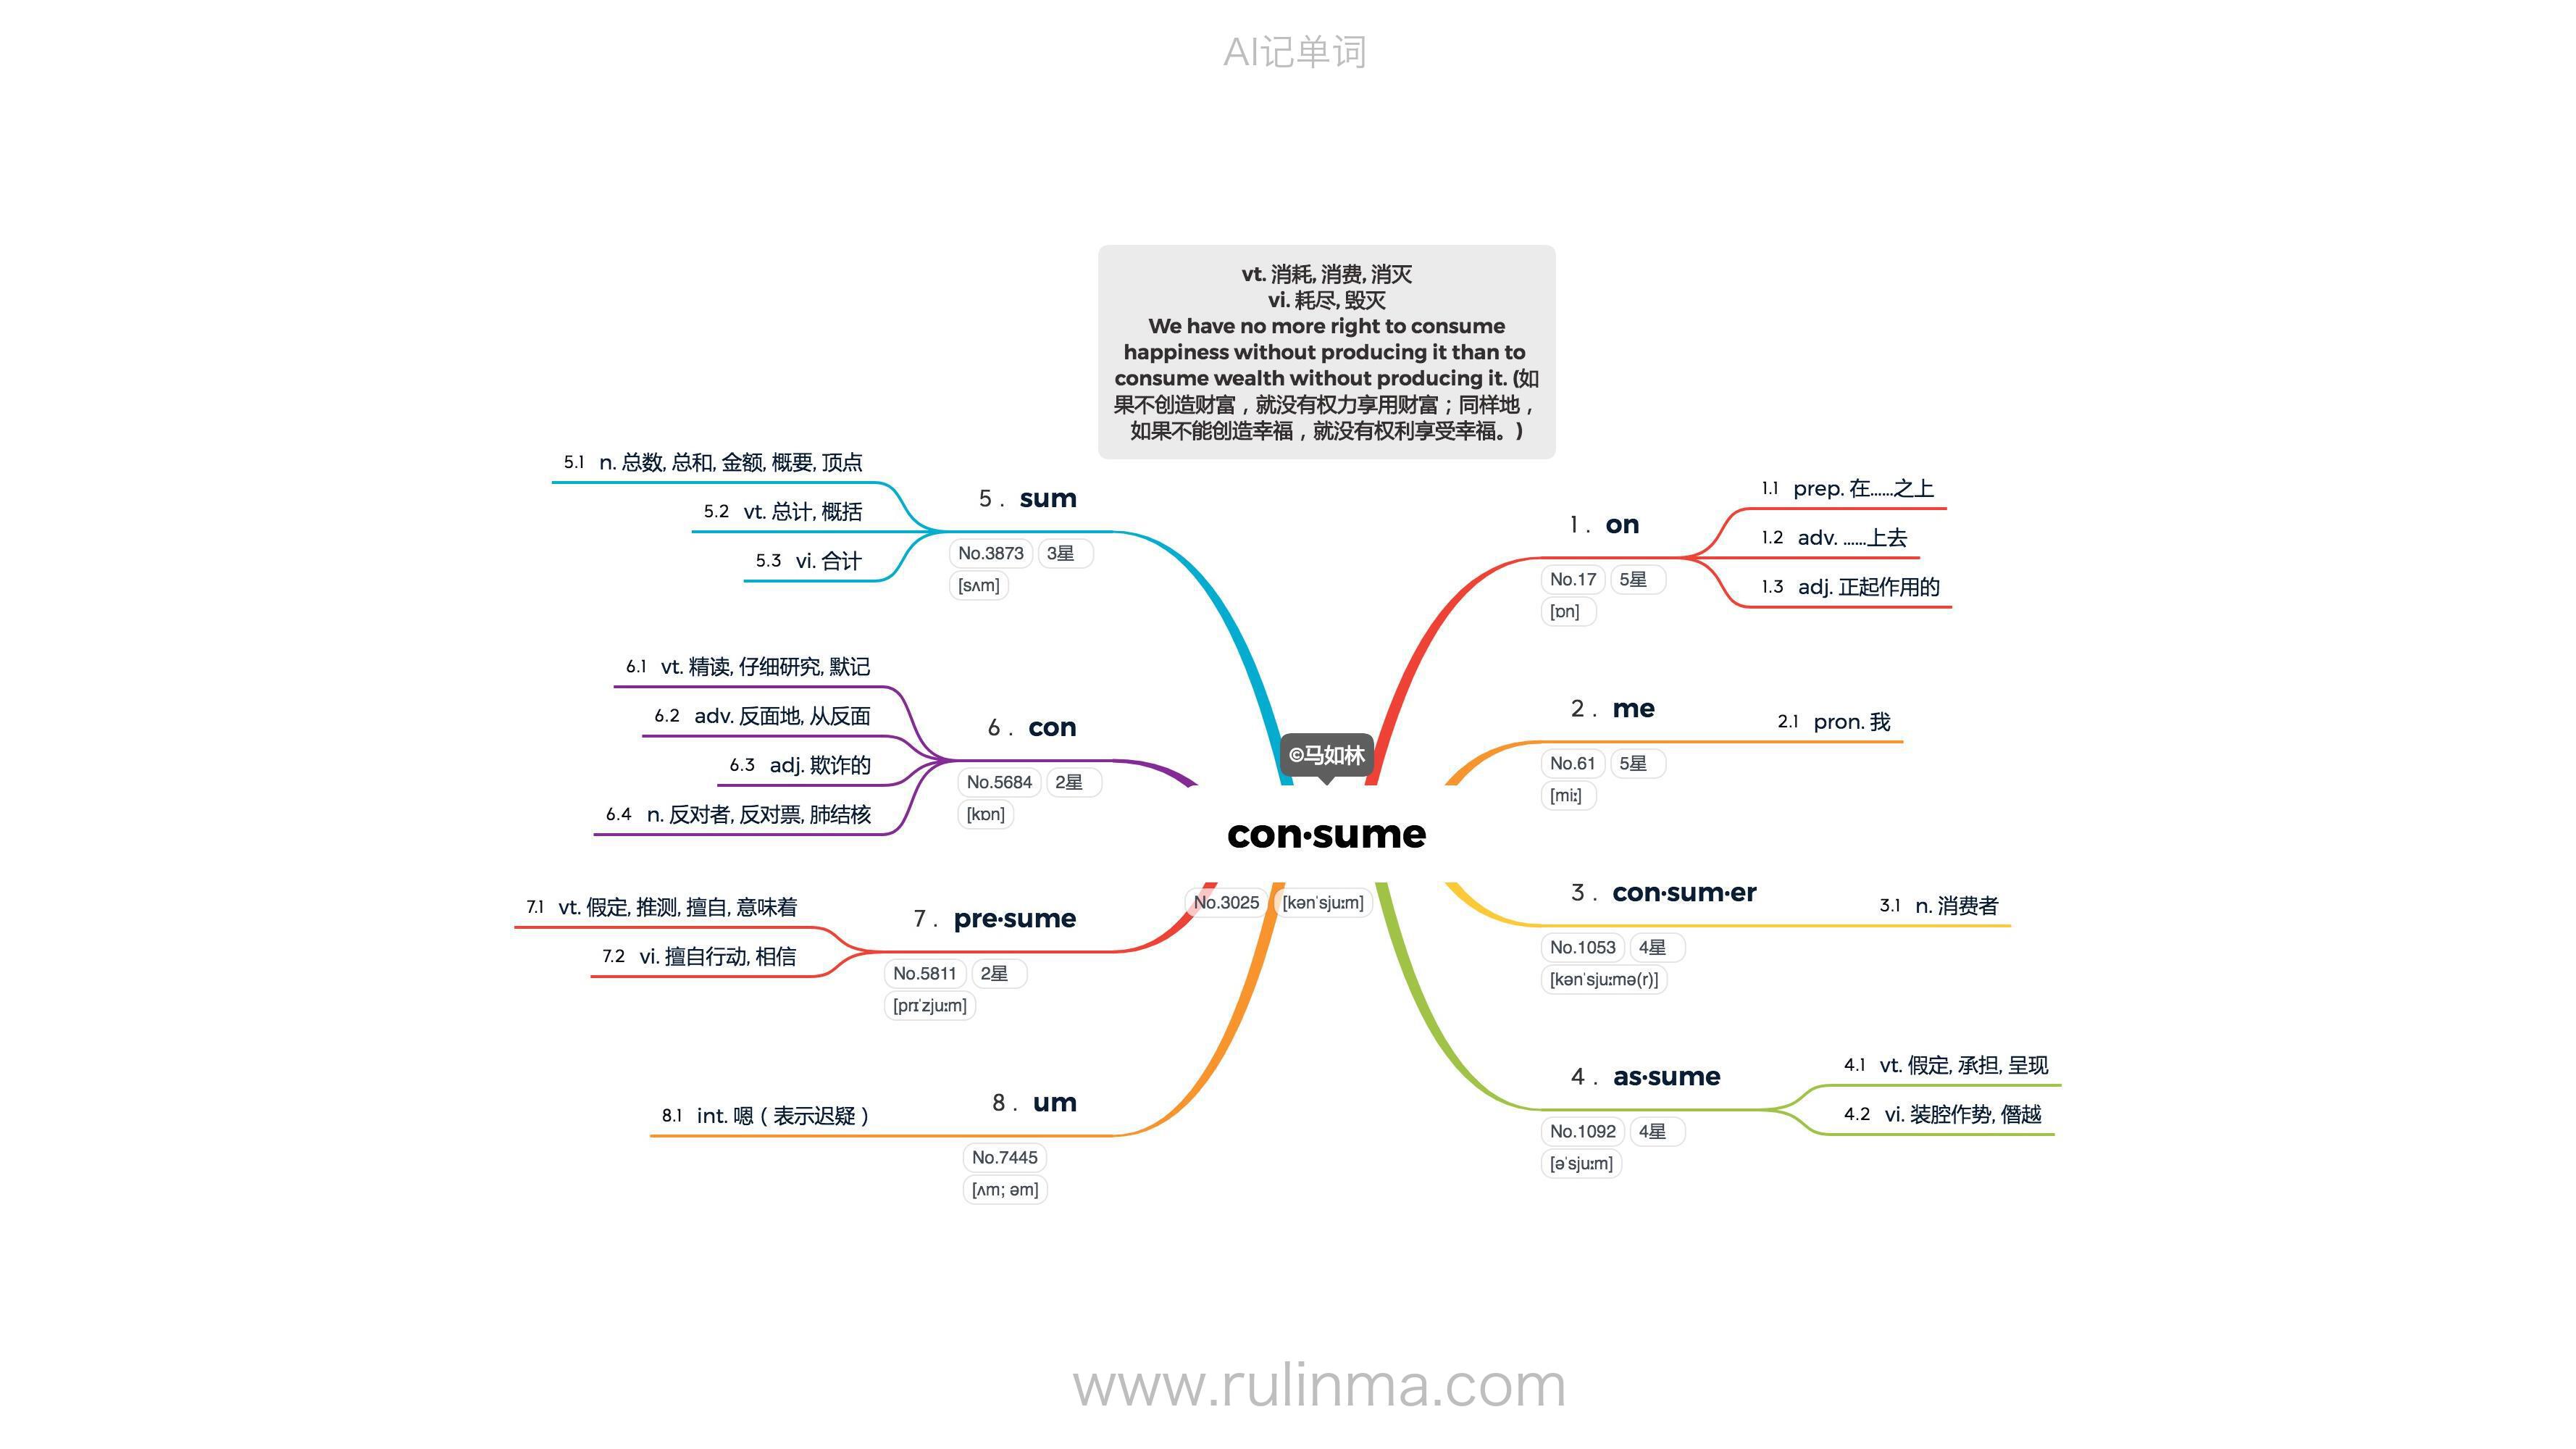 AI记单词
vt. 消耗, 消费, 消灭
vi. 耗尽, 毁灭
We have no more right to consume
happiness without producing it than to
consume wealth without producing it. (如
果不创造财富，就没有权力享用财富；同样地，
如果不能创造幸福，就没有权利享受幸福。)
©马如林
con·sume
No.3025 [kənˈsjuːm]
1. on
No.17 5星
[ɒn]
1.1 prep. 在……之上
1.2 adv. ……上去
1.3 adj. 正起作用的
2. me
No.61 5星
[miː]
2.1 pron. 我
3. con·sum·er
No.1053 4星
[kənˈsjuːmə(r)]
3.1 n. 消费者
4. as·sume
No.1092 4星
[əˈsjuːm]
4.1 vt. 假定, 承担, 呈现
4.2 vi. 装腔作势, 僭越
5. sum
No.3873 3星
[sʌm]
5.1 n. 总数, 总和, 金额, 概要, 顶点
5.2 vt. 总计, 概括
5.3 vi. 合计
6. con
No.5684 2星
[kɒn]
6.1 vt. 精读, 仔细研究, 默记
6.2 adv. 反面地, 从反面
6.3 adj. 欺诈的
6.4 n. 反对者, 反对票, 肺结核
7. pre·sume
No.5811 2星
[prɪˈzjuːm]
7.1 vt. 假定, 推测, 擅自, 意味着
7.2 vi. 擅自行动, 相信
8. um
No.7445
[ʌm; əm]
8.1 int. 嗯（表示迟疑）
www.rulinma.com